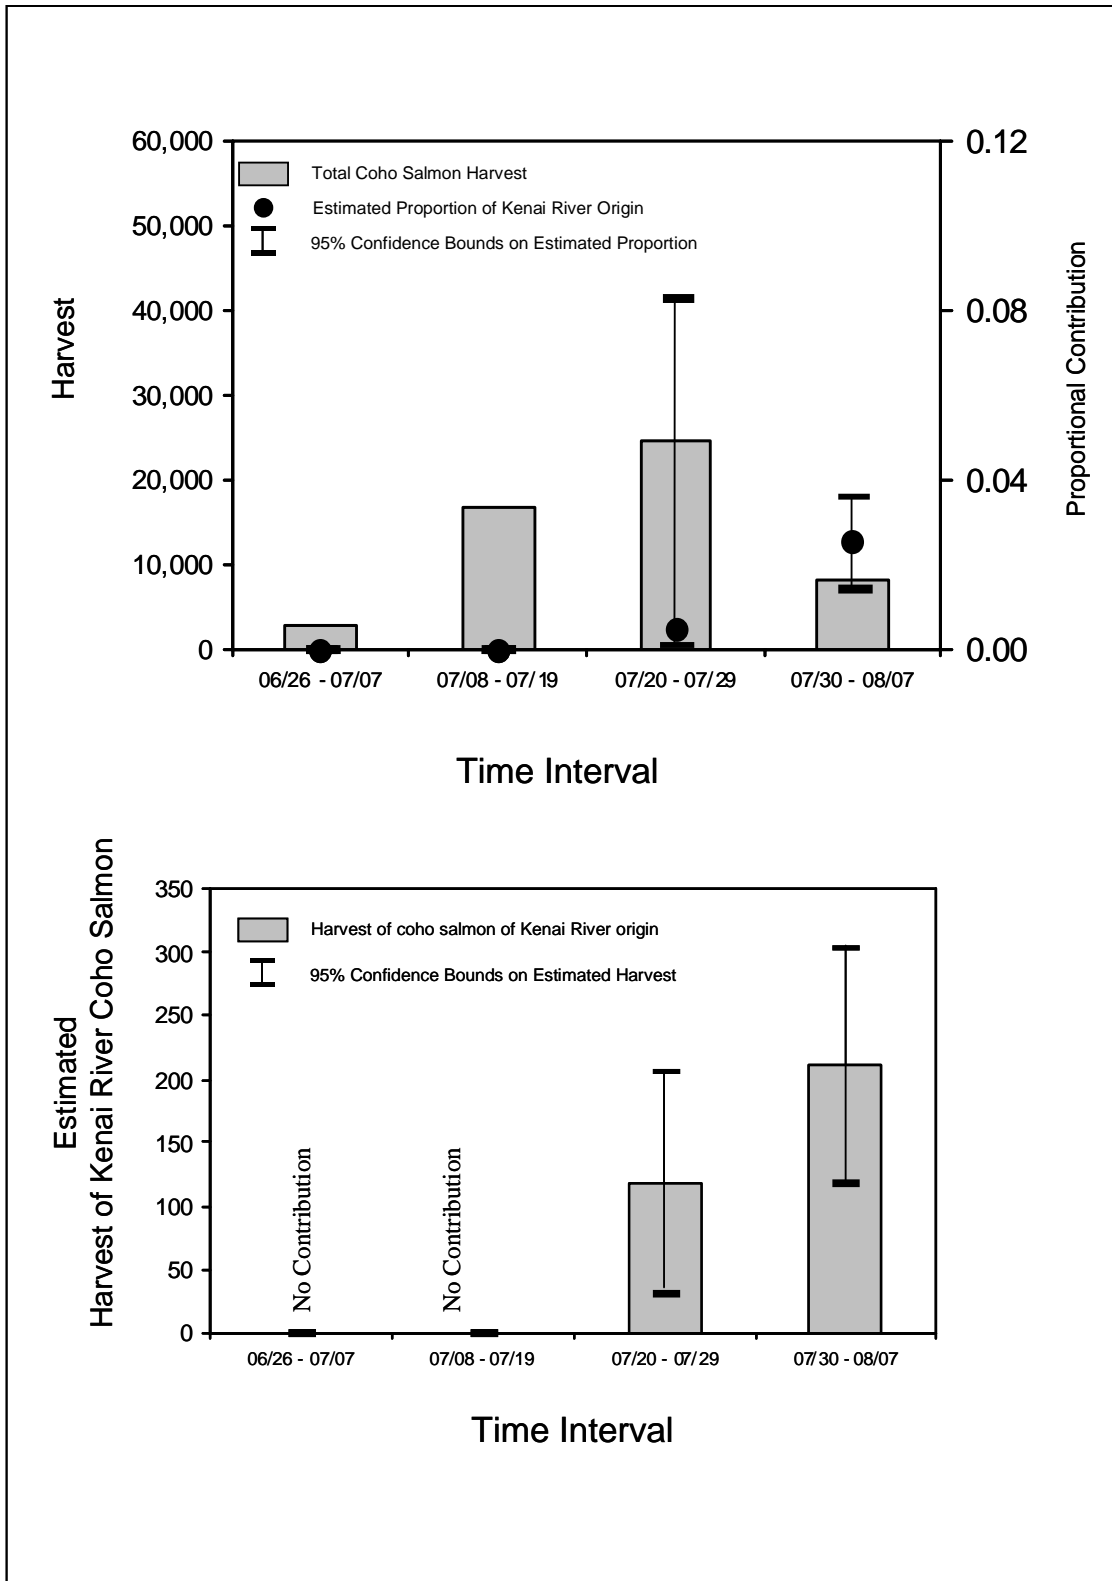 60,000
50,000
40,000
30,000
20,000
10,000
0
Harvest
Total Coho Salmon Harvest
Estimated Proportion of Kenai River Origin
95% Confidence Bounds on Estimated Proportion
0.12
0.08
0.04
0.00
Proportional Contribution
06/26 - 07/07
07/08 - 07/19
07/20 - 07/29
07/30 - 08/07
Time Interval
Estimated
Harvest of Kenai River Coho Salmon
350
300
250
200
150
100
50
0
Harvest of coho salmon of Kenai River origin
95% Confidence Bounds on Estimated Harvest
No Contribution
No Contribution
06/26 - 07/07
07/08 - 07/19
07/20 - 07/29
07/30 - 08/07
Time Interval